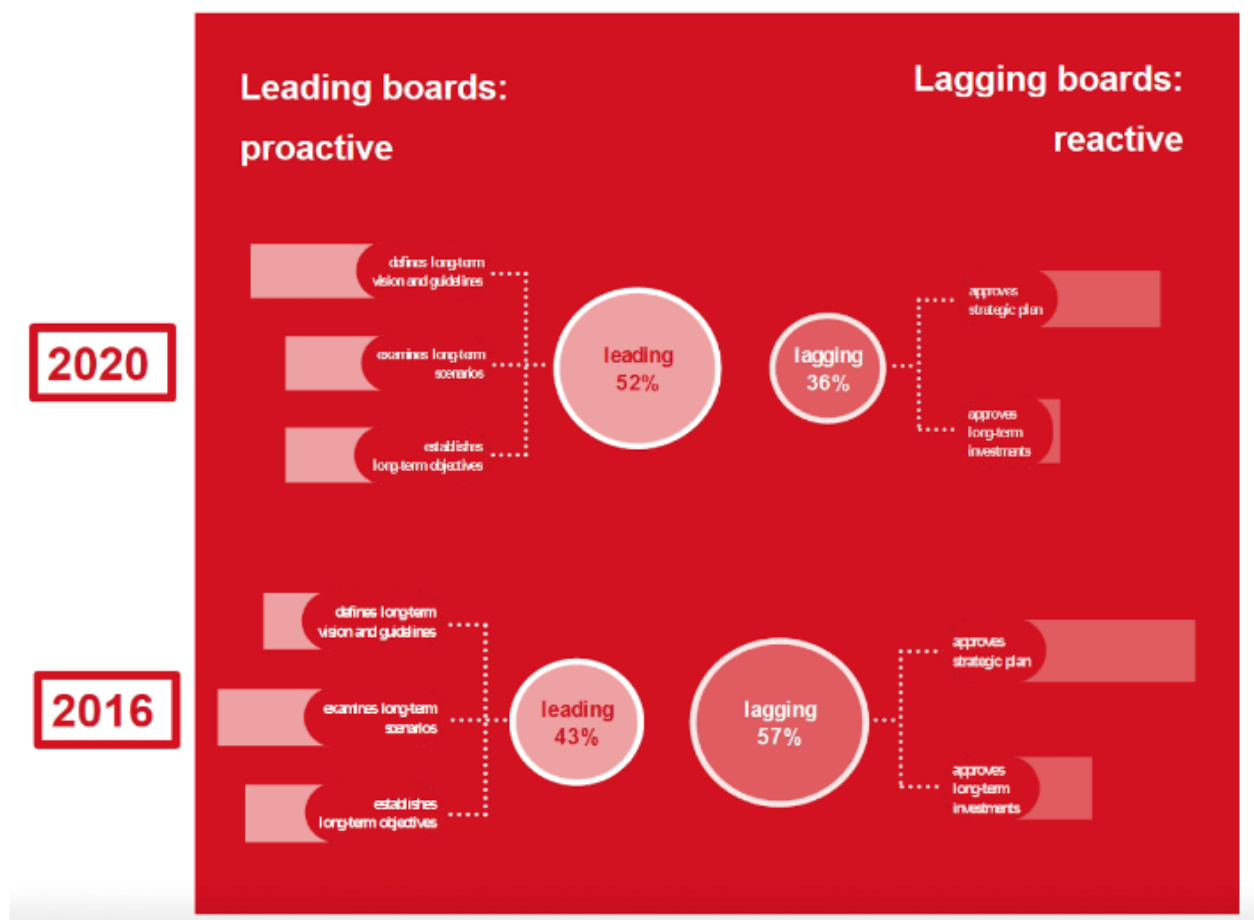 Leading boards:
proactive
Lagging boards:
reactive
2020
defines long-term
vision and guidelines
examines long-term
scenarios
establishes
long-term objectives
leading
52%
lagging
36%
approves
strategic plan
approves
long-term
investments
2016
defines long-term
vision and guidelines
examines long-term
scenarios
establishes
long-term objectives
leading
43%
lagging
57%
approves
strategic plan
approves
long-term
investments